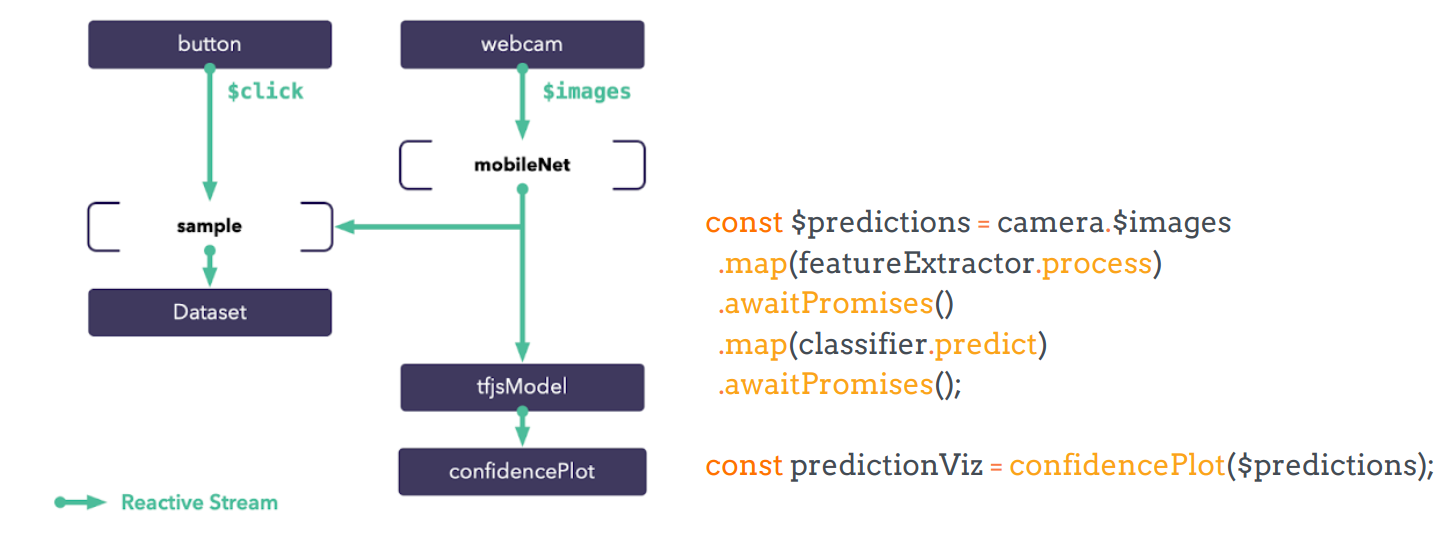 button
webcam
$click
$images
mobileNet
sample
Dataset
tfjsModel
confidencePlot
Reactive Stream
const $predictions = camera.$images
.map(featureExtractor.process)
.awaitPromises()
.map(classifier.predict)
.awaitPromises();
const predictionViz = confidencePlot($predictions);